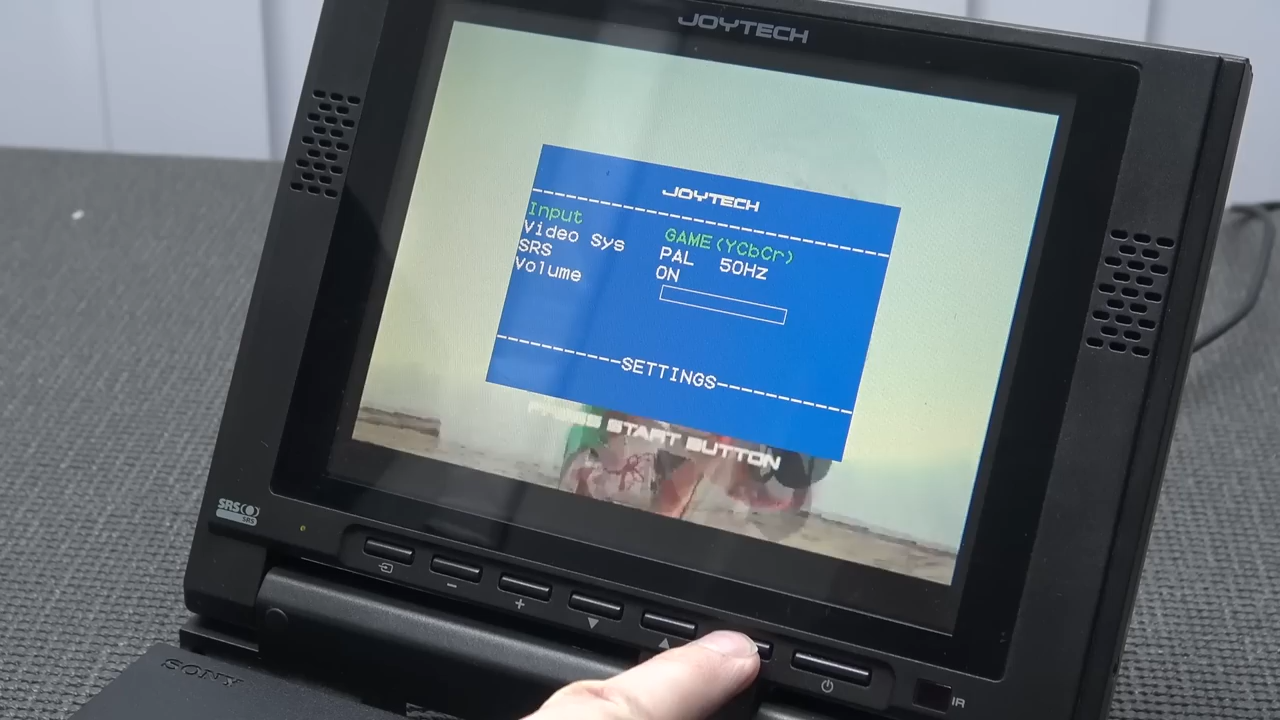 JOYTECH
JOYTECH
Input GAME(YCbCr)
Video Sys PAL 50Hz
SRS ON
Volume
SETTINGS
PRESS START BUTTON
SRS
SRS
IR
SONY